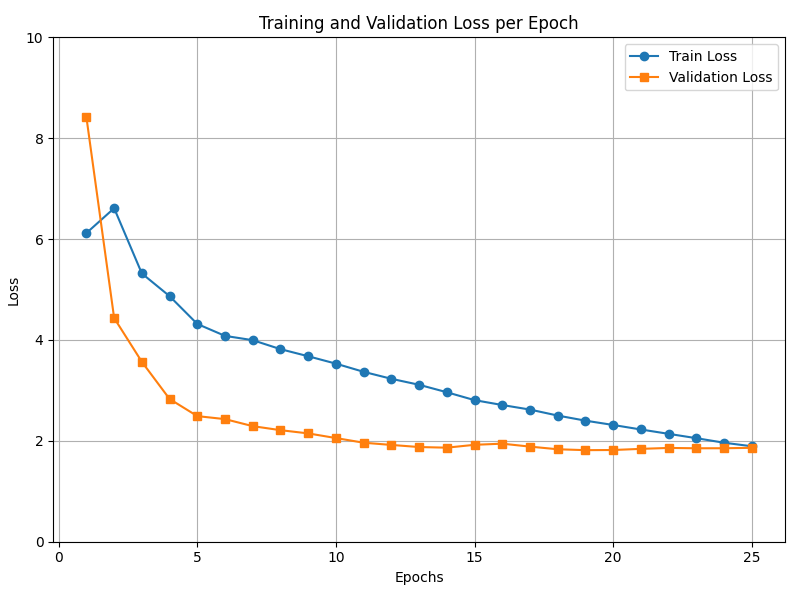 Training and Validation Loss per Epoch
Train Loss
Validation Loss
Loss
10
8
6
4
2
0
0 5 10 15 20 25
Epochs